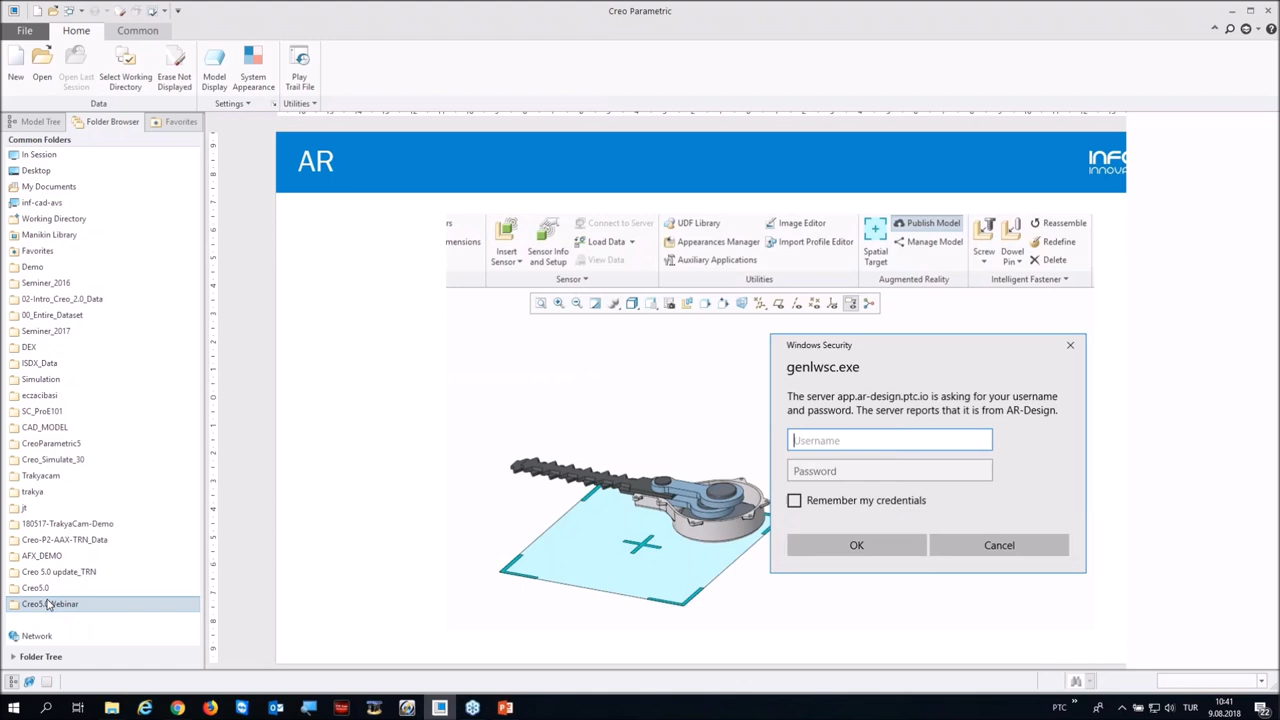 Creo Parametric
File
Home
Common
New
Open
Open Last Session
Select Working Directory
Erase Not Displayed
Model Display
System Appearance
Play Trail File
Data
Settings
Utilities
Model Tree
Folder Browser
Favorites
Common Folders
In Session
Desktop
My Documents
inf-cad-avs
Working Directory
Manikin Library
Favorites
Demo
Seminer_2016
02-Intro_Creo_2.0_Data
00_Entire_Dataset
Seminer_2017
DEX
ISDX_Data
Simulation
eczacibasi
SC_ProE101
CAD_MODEL
CreoParametric5
Creo_Simulate_30
Trakyacam
trakya
jt
180517-TrakyaCam-Demo
Creo-P2-AAX-TRN_Data
AFX_DEMO
Creo 5.0 update_TRN
Creo5.0
Network
Folder Tree
AR
Insert Sensor
Sensor Info and Setup
Connect to Server
Load Data
View Data
Sensor
UDF Library
Appearances Manager
Auxiliary Applications
Image Editor
Import Profile Editor
Utilities
Spatial Target
Publish Model
Manage Model
Augmented Reality
Screw
Dowel Pin
Reassemble
Redefine
Delete
Intelligent Fastener
Windows Security
genlwsc.exe
The server app.ar-design.ptc.io is asking for your username
and password. The server reports that it is from AR-Design.
Username
Password
Remember my credentials
OK
Cancel
PTC
TUR
10:41
9.08.2018
22